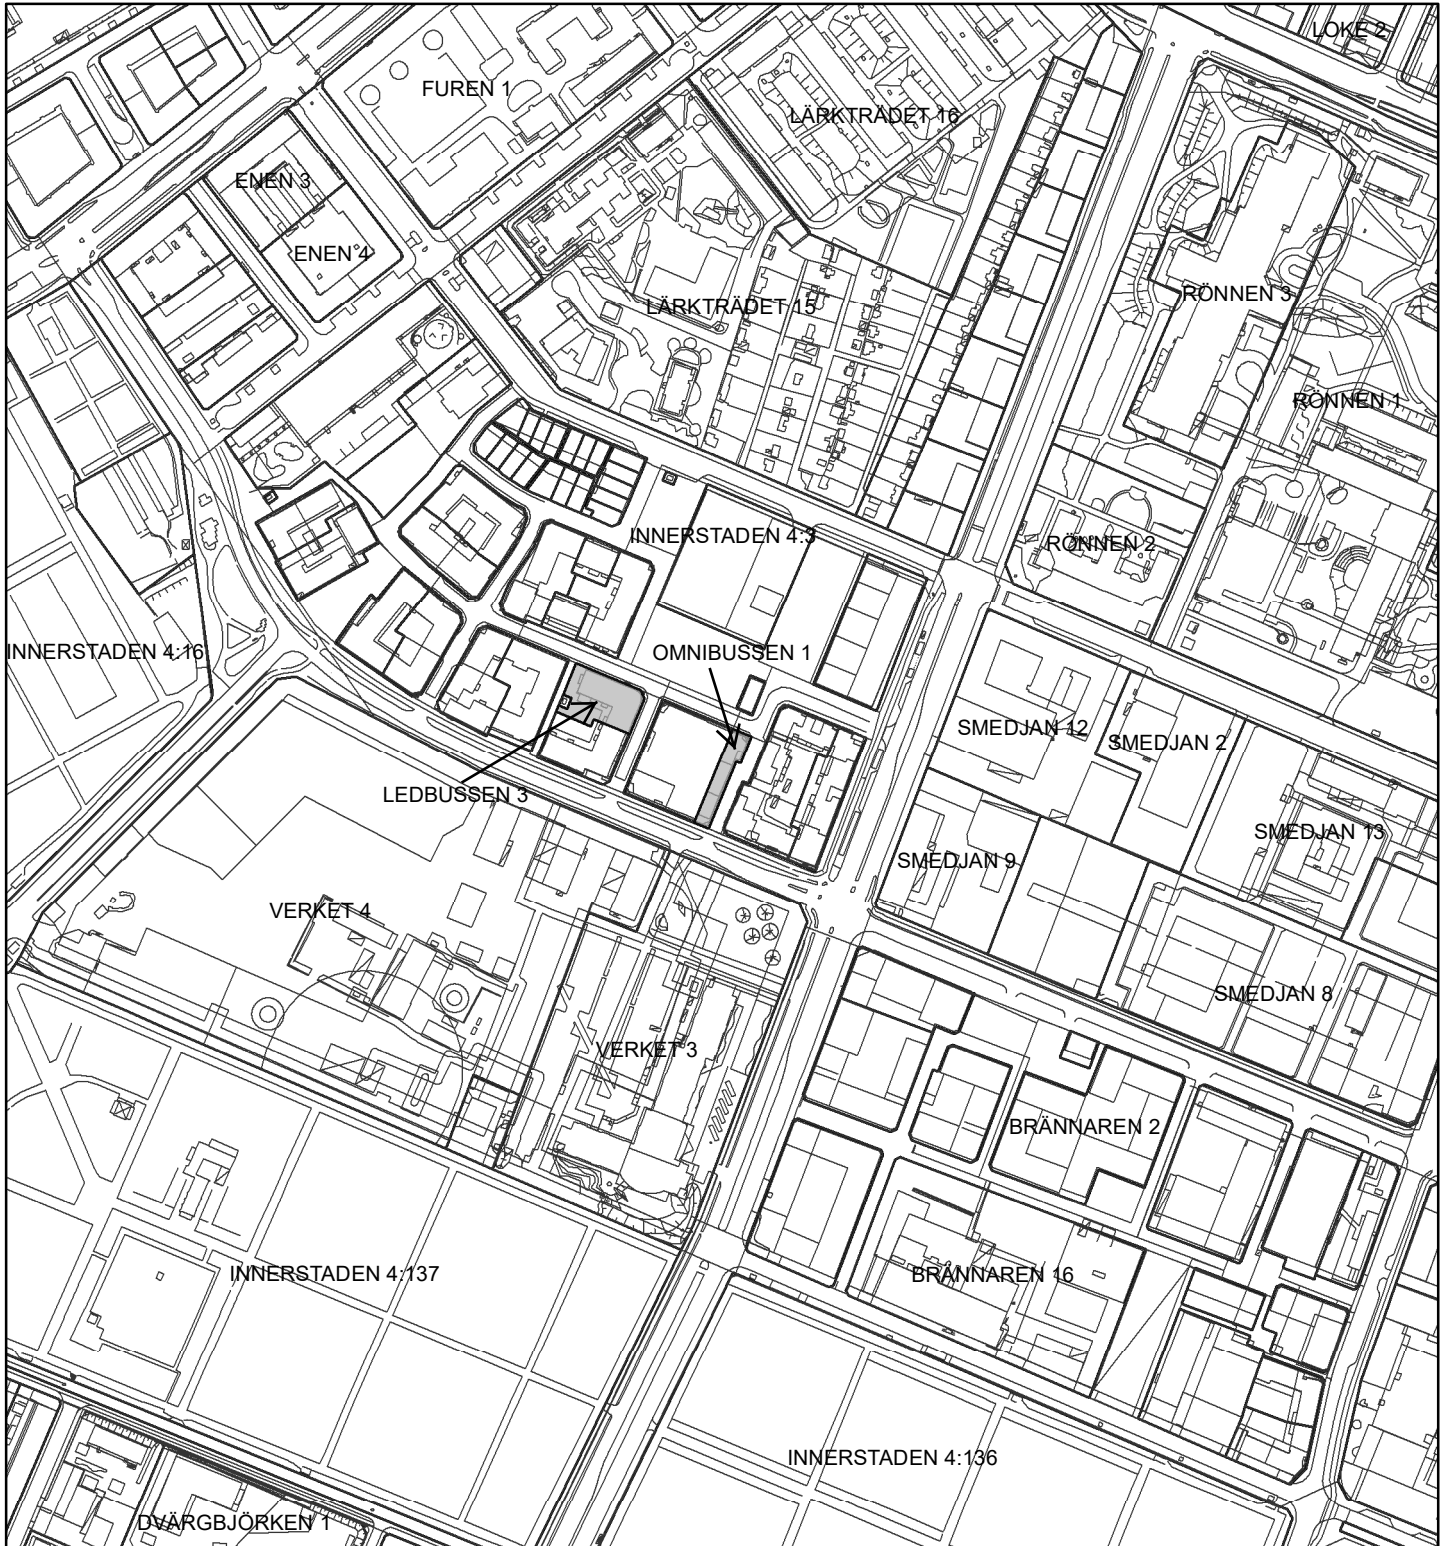 LOKE 2
FUREN 1
LÄRKTRÄDET 16
ENEN 3
ENEN 4
RÖNNEN 3
LÄRKTRÄDET 15
RÖNNEN 1
INNERSTADEN 4:3
RÖNNEN 2
INNERSTADEN 4:16
OMNIBUSSEN 1
SMEDJAN 12
SMEDJAN 2
LEDBUSSEN 3
SMEDJAN 13
SMEDJAN 9
VERKET 4
SMEDJAN 8
VERKET 3
BRÄNNAREN 2
INNERSTADEN 4:137
BRÄNNAREN 16
INNERSTADEN 4:136
DVÄRGBJÖRKEN 1